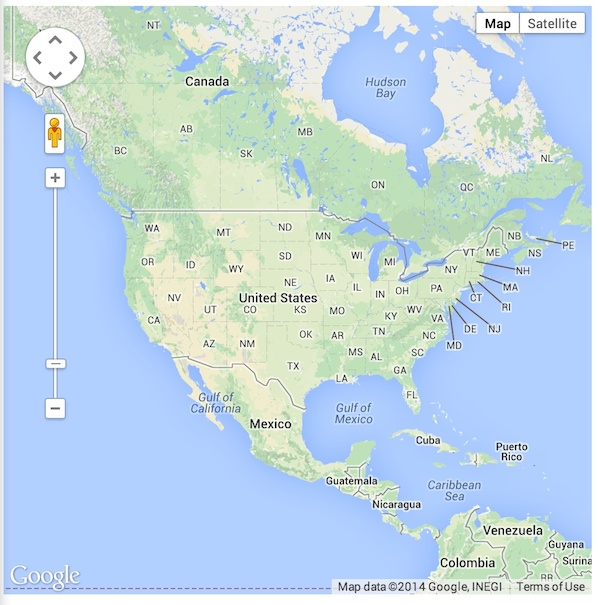 NT
Map Satellite
Canada
Hudson
Bay
AB
MB
BC
SK
NL
ON
QC
WA
MT
ND
MN
NB
PE
OR
ID
WY
SD
WI
MI
VT
ME
NS
NY
NH
NE
IA
IL
IN
OH
PA
MA
NV
UT
United States
CO
KS
MO
KY
WV
VA
CT
RI
CA
AZ
NM
OK
AR
TN
NC
DE
NJ
MD
TX
MS
AL
SC
GA
LA
FL
Gulf of
California
Gulf of
Mexico
Mexico
Cuba
Puerto
Rico
Guatemala
Caribbean
Sea
Nicaragua
Venezuela
Guyana
Colombia
Surina
RR
Google
Map data ©2014 Google, INEGI Terms of Use